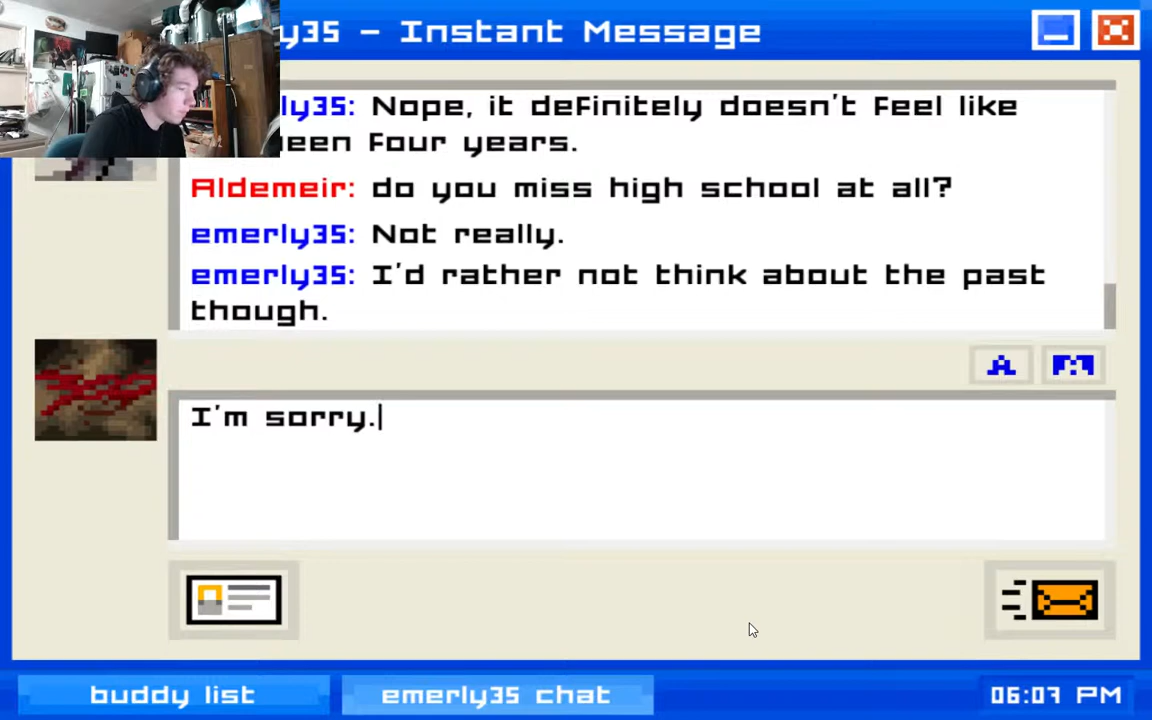 y35 - Instant Message
ly35: Nope, it definitely doesn't feel like
een four years.
Aldemeir: do you miss high school at all?
emerly35: Not really.
emerly35: I'd rather not think about the past
though.
A
I'm sorry.
buddy list
emerly35 chat
06:07 PM